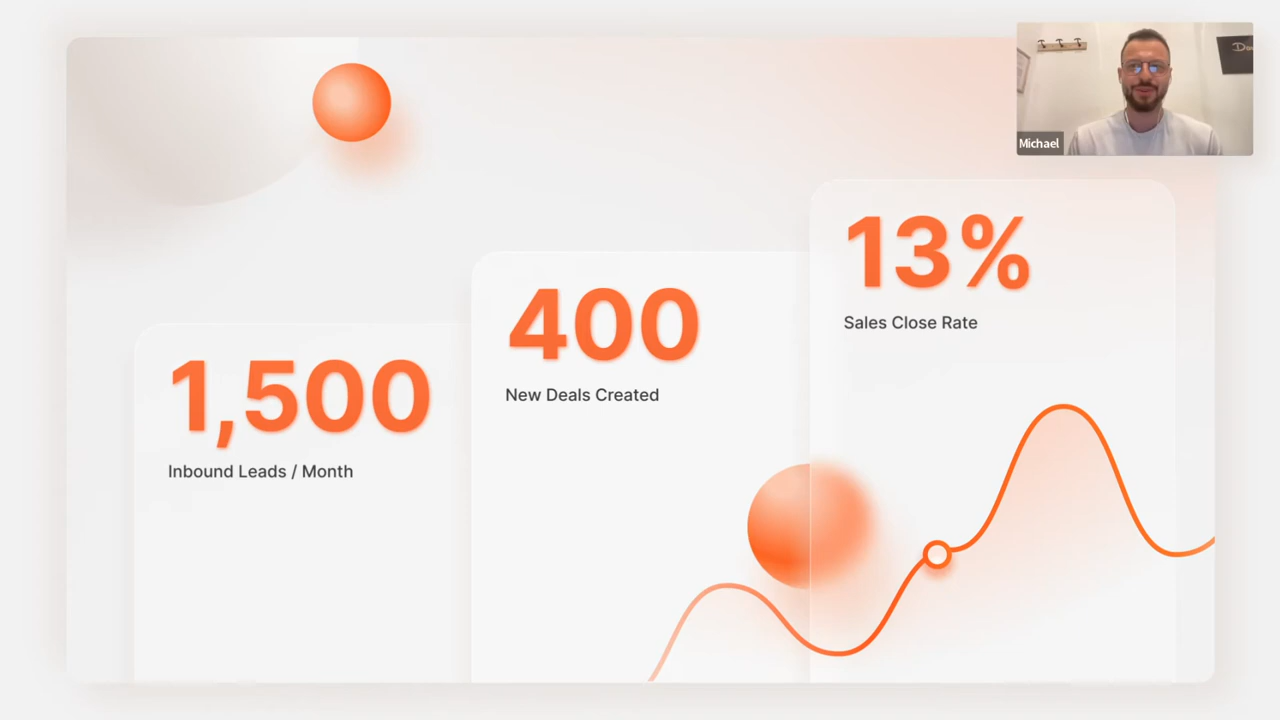 Michael
13%
Sales Close Rate
400
New Deals Created
1,500
Inbound Leads / Month